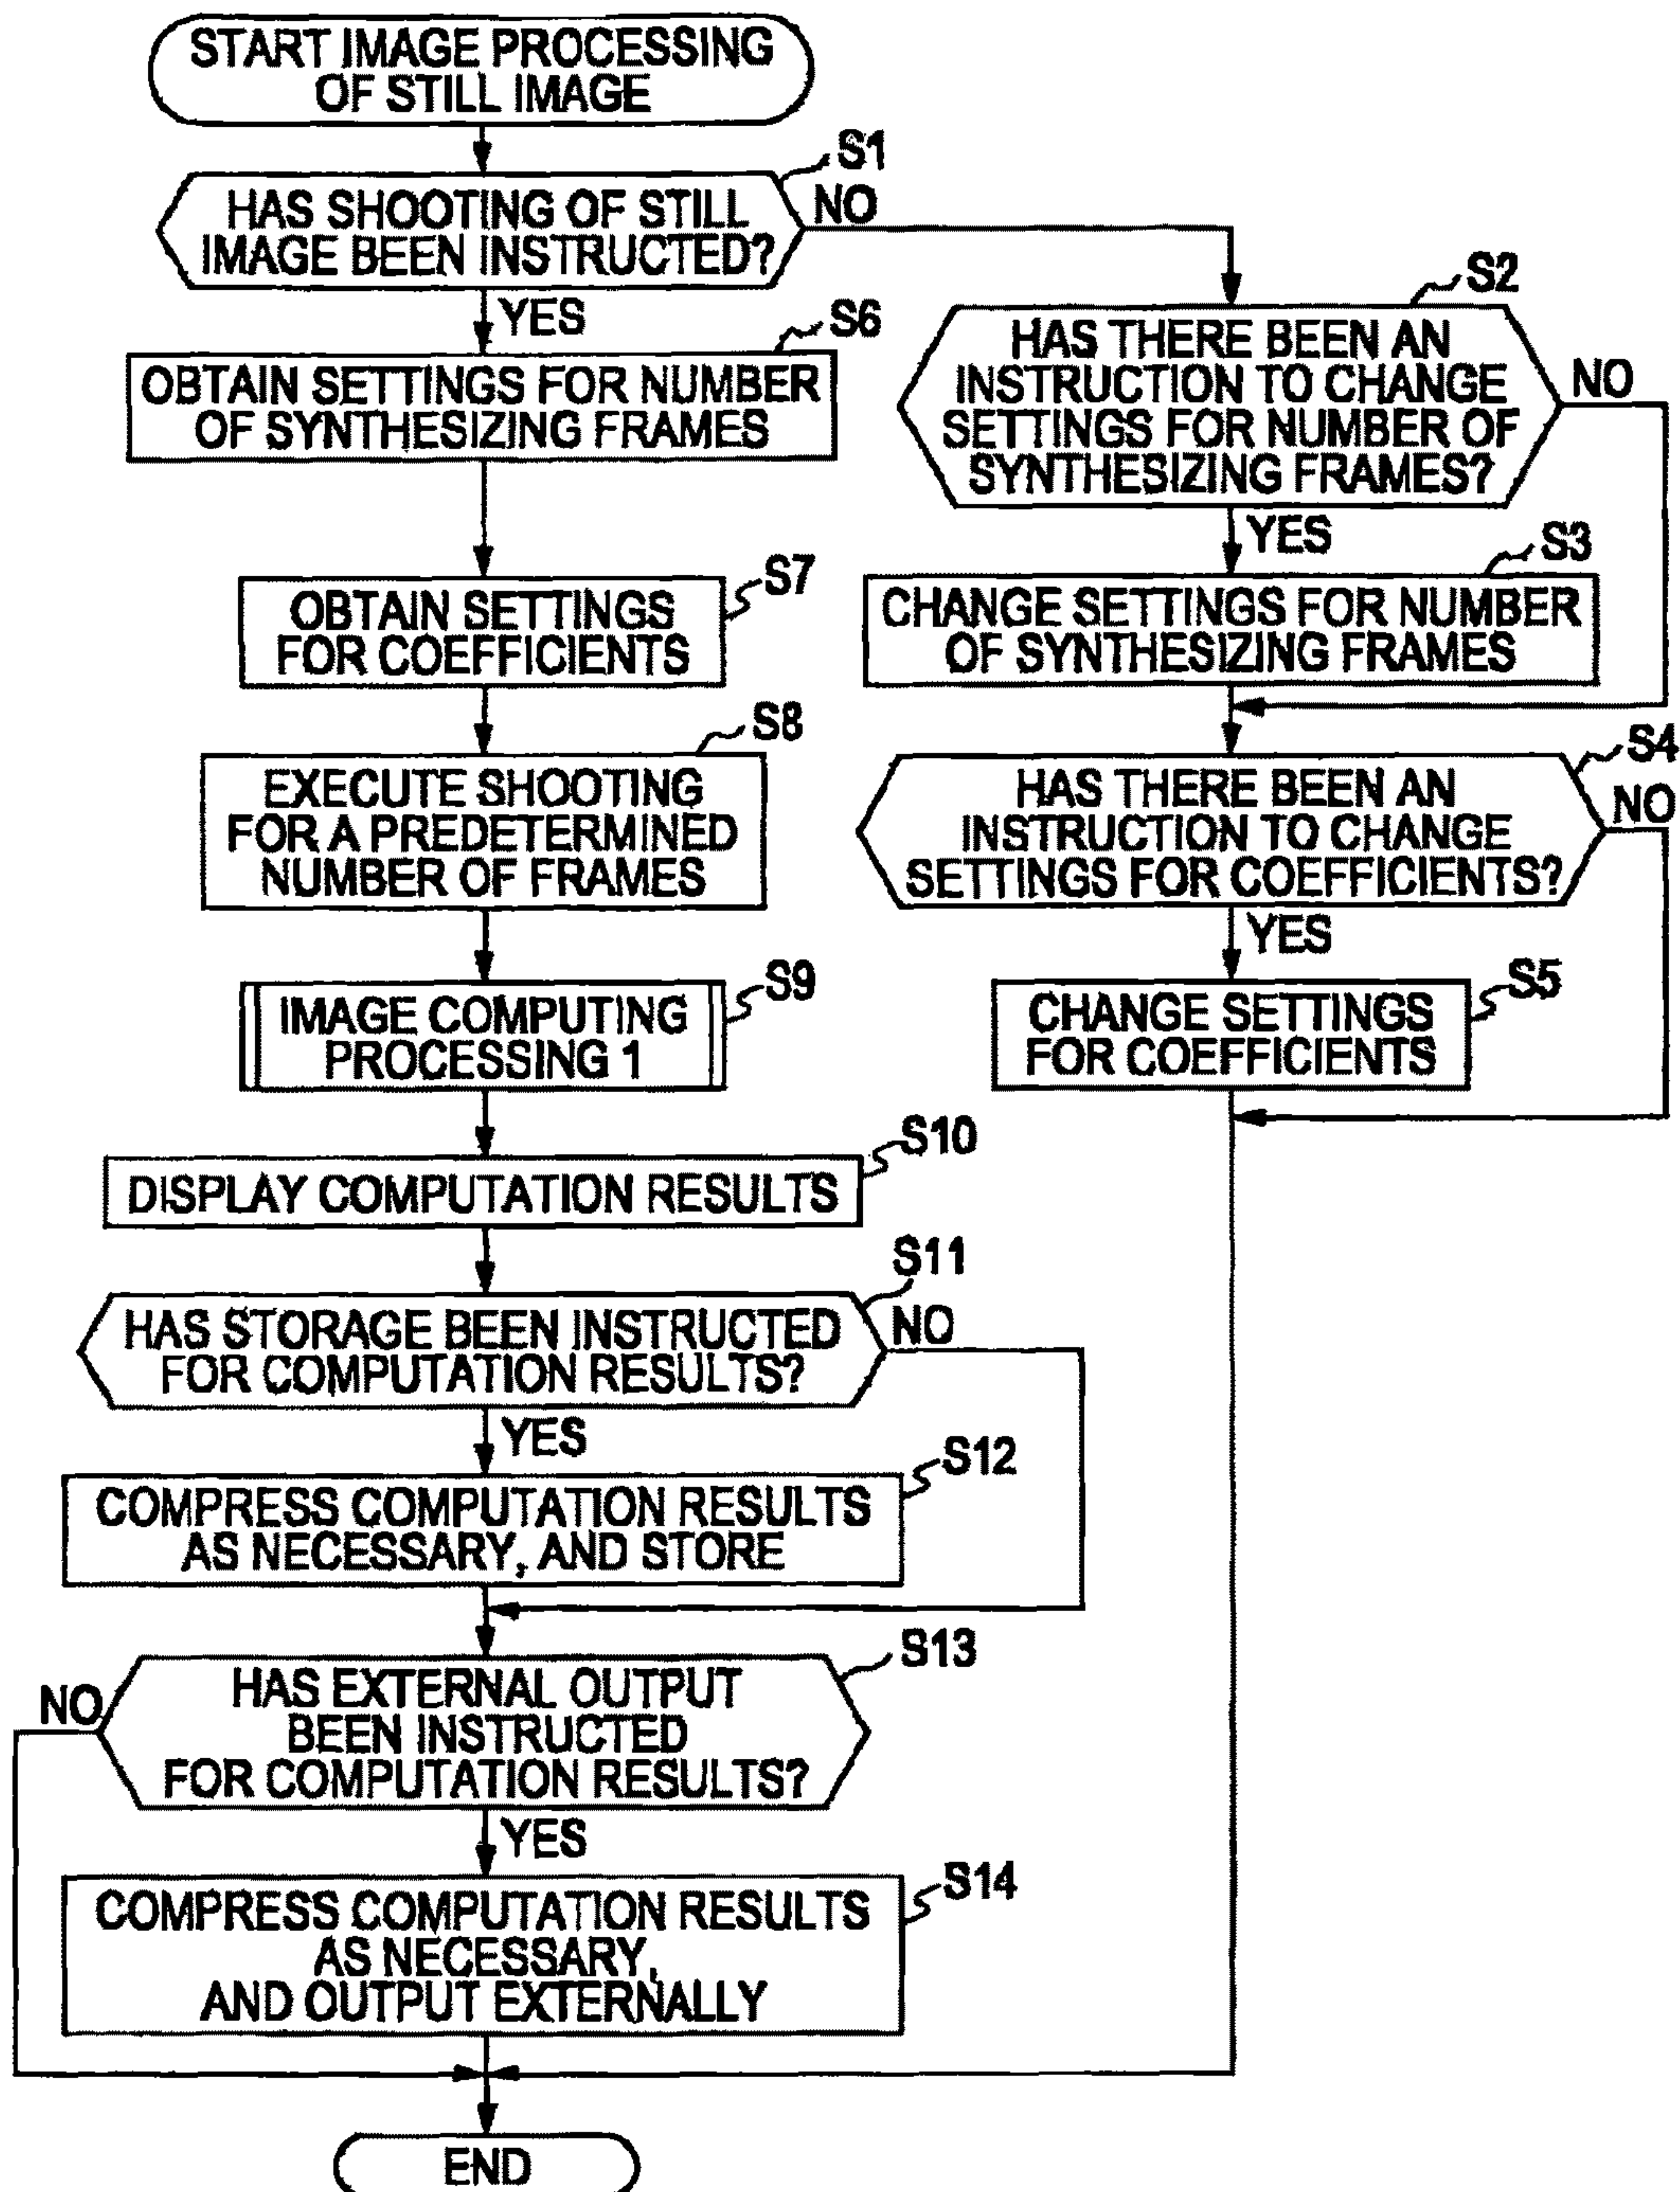 START IMAGE PROCESSING
OF STILL IMAGE
S1
HAS SHOOTING OF STILL
IMAGE BEEN INSTRUCTED?
NO
YES
S2
HAS THERE BEEN AN
INSTRUCTION TO CHANGE
SETTINGS FOR NUMBER OF
SYNTHESIZING FRAMES?
NO
YES
S3
CHANGE SETTINGS FOR NUMBER
OF SYNTHESIZING FRAMES
S4
HAS THERE BEEN AN
INSTRUCTION TO CHANGE
SETTINGS FOR COEFFICIENTS?
NO
YES
S5
CHANGE SETTINGS
FOR COEFFICIENTS
S6
OBTAIN SETTINGS FOR NUMBER
OF SYNTHESIZING FRAMES
S7
OBTAIN SETTINGS
FOR COEFFICIENTS
S8
EXECUTE SHOOTING
FOR A PREDETERMINED
NUMBER OF FRAMES
S9
IMAGE COMPUTING
PROCESSING 1
S10
DISPLAY COMPUTATION RESULTS
S11
HAS STORAGE BEEN INSTRUCTED
FOR COMPUTATION RESULTS?
NO
YES
S12
COMPRESS COMPUTATION RESULTS
AS NECESSARY, AND STORE
S13
HAS EXTERNAL OUTPUT
BEEN INSTRUCTED
FOR COMPUTATION RESULTS?
NO
YES
S14
COMPRESS COMPUTATION RESULTS
AS NECESSARY,
AND OUTPUT EXTERNALLY
END